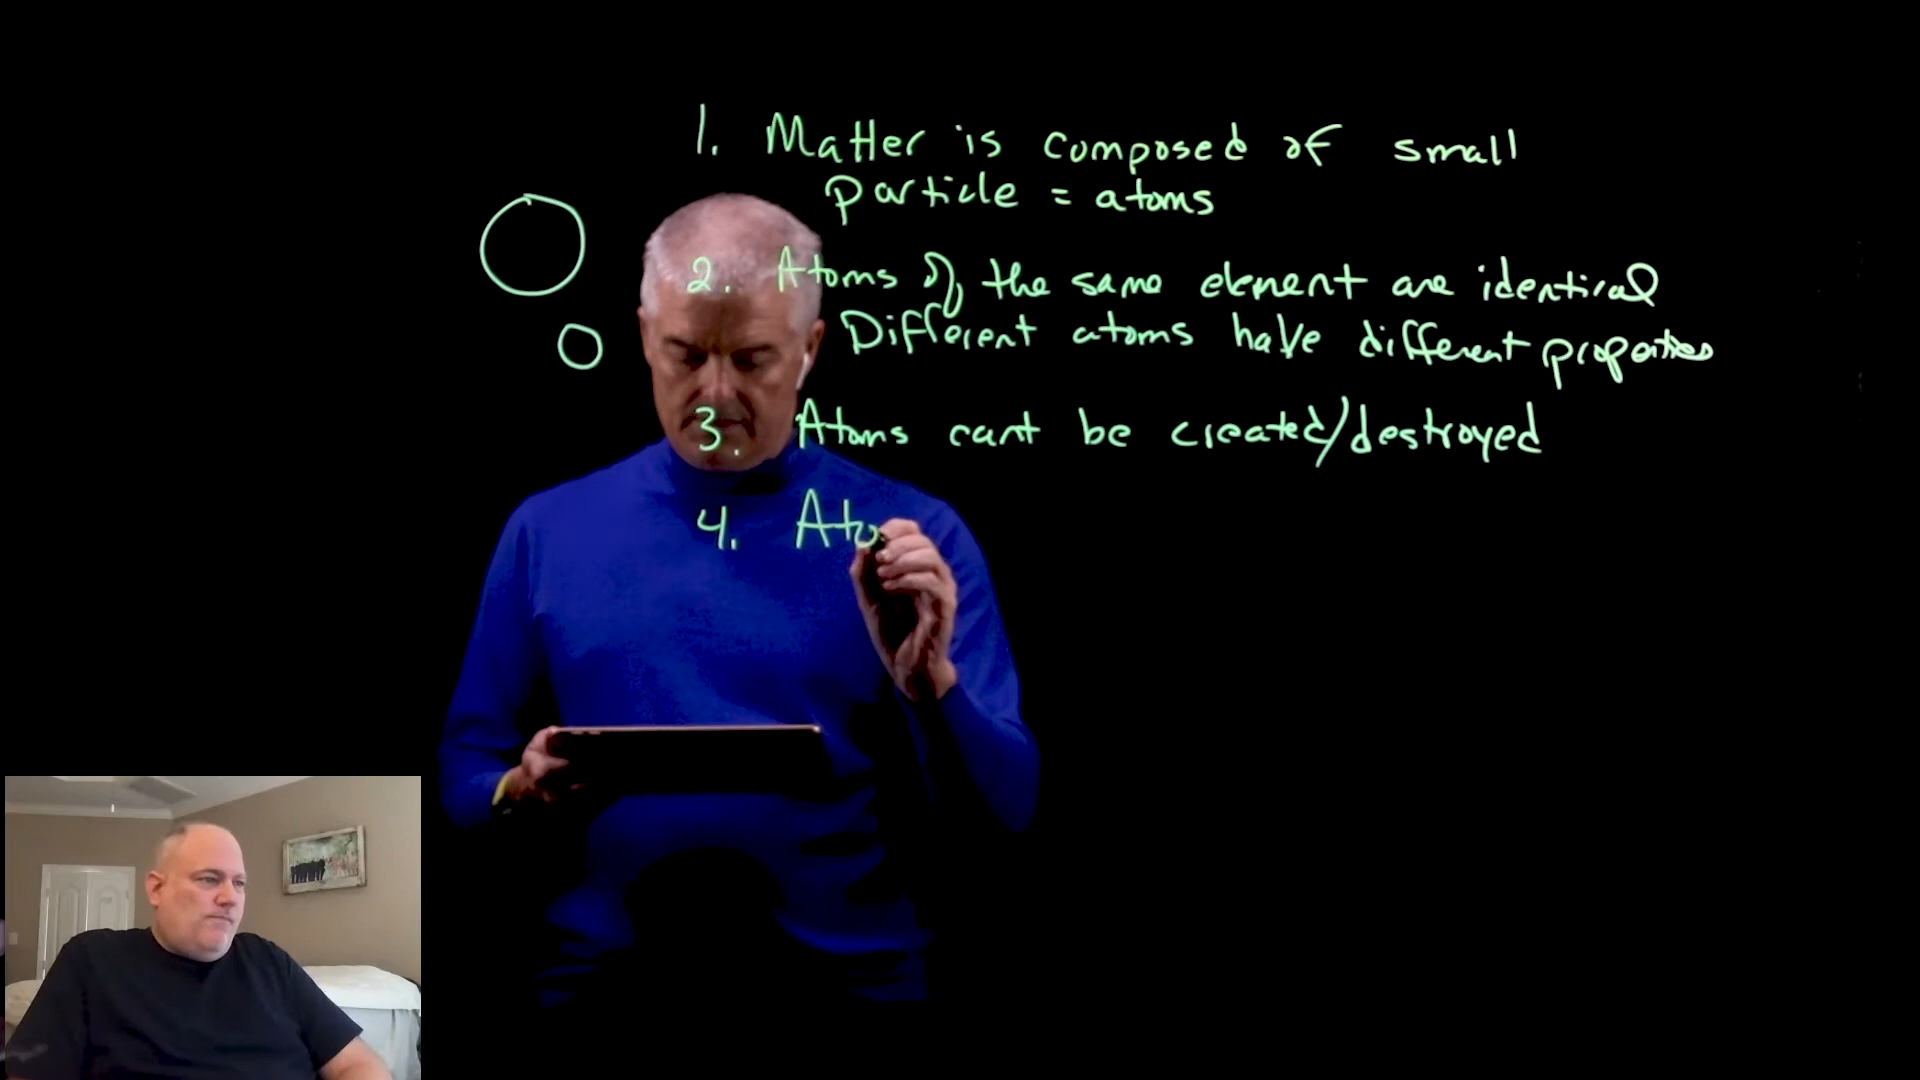 1. Matter is composed of small
particle = atoms
2. Atoms of the same element are identical
Different atoms have different properties
3. Atoms cant be created/destroyed
4. Ato